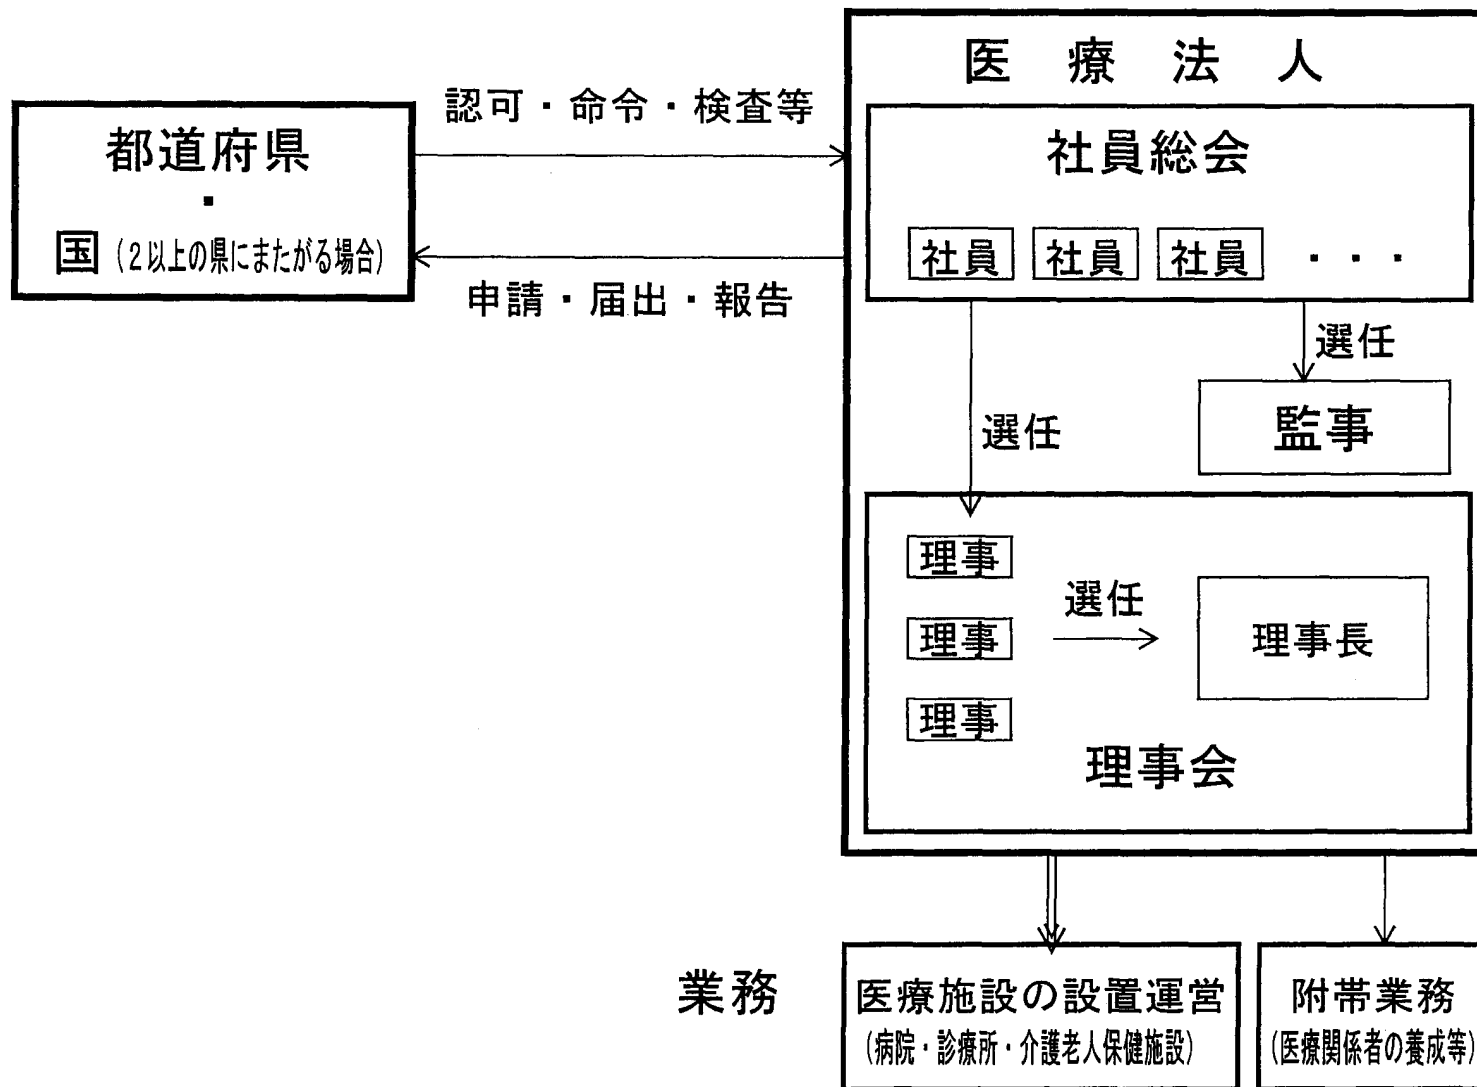 医療法人
認可・命令・検査等
都道府県
・
国（２以上の県にまたがる場合）
申請・届出・報告
社員総会
社員 社員 社員 ・・・
選任
監事
選任
理事
理事
理事
選任
理事長
理事会
業務
医療施設の設置運営
（病院・診療所・介護老人保健施設）
附帯業務
（医療関係者の養成等）